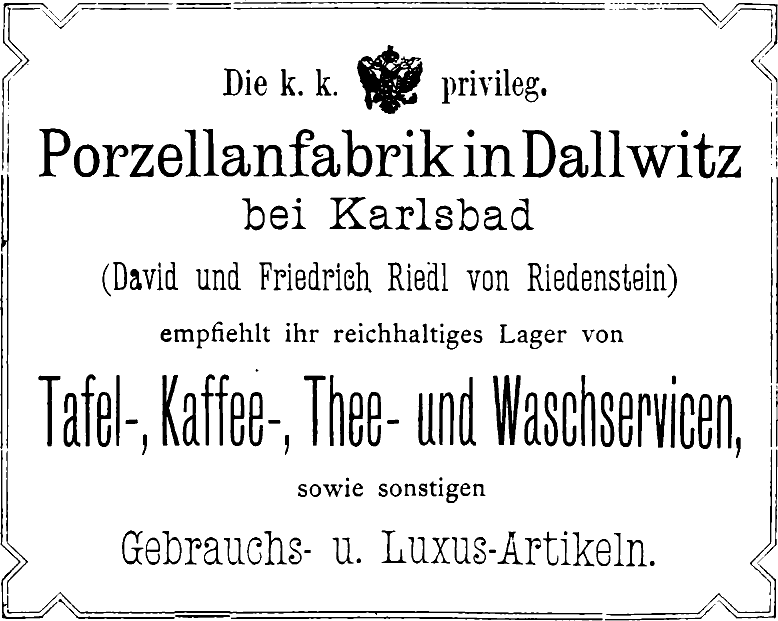 Die k. k. privileg.
Porzellanfabrik in Dallwitz
bei Karlsbad
(David und Friedrich Riedl von Riedenstein)
empfiehlt ihr reichhaltiges Lager von
Tafel-, Kaffee-, Thee- und Waschservicen,
sowie sonstigen
Gebrauchs- u. Luxus-Artikeln.